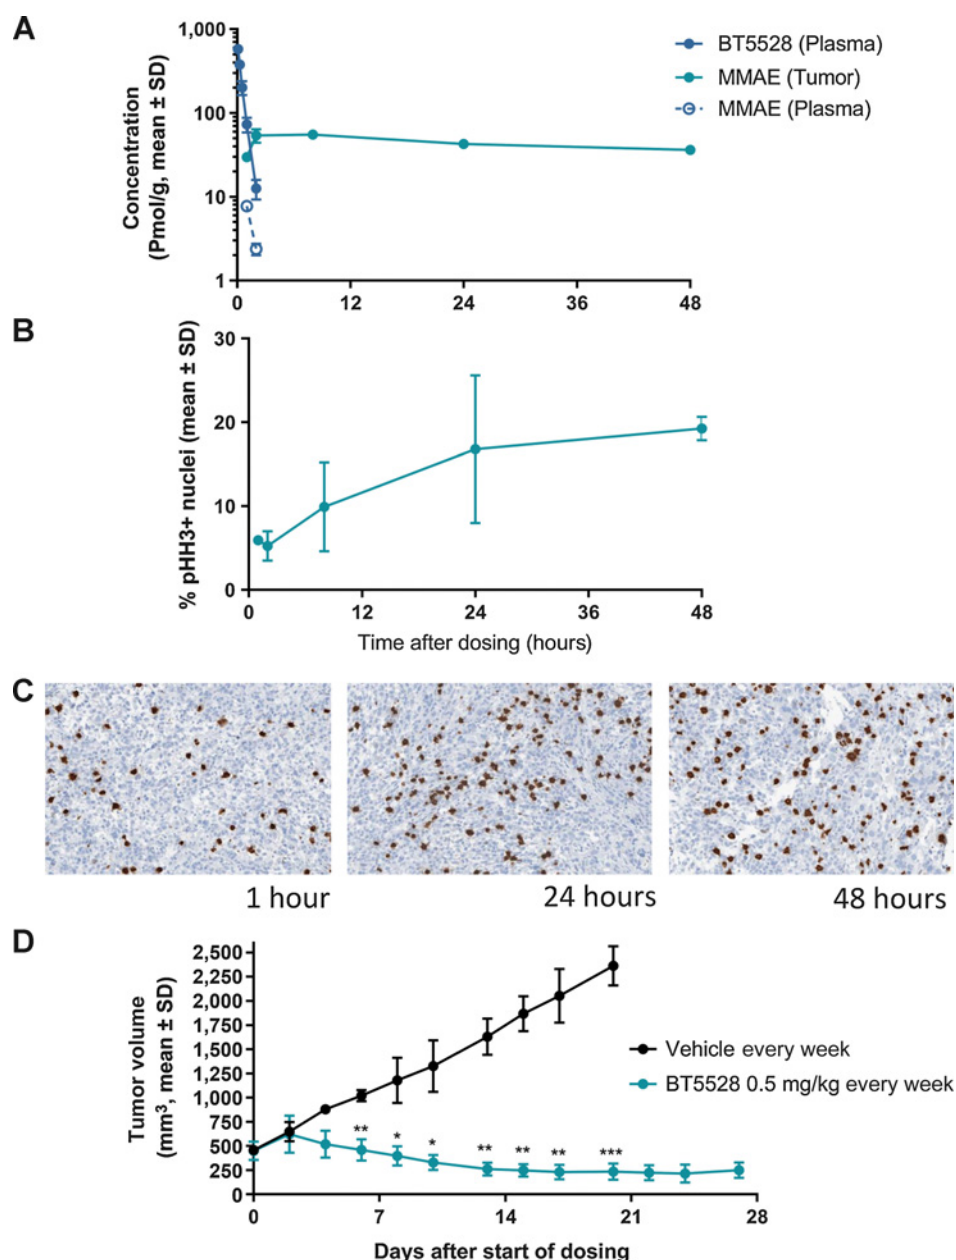 A
Concentration
(Pmol/g, mean ± SD)
1,000
100
10
1
0 12 24 36 48
BT5528 (Plasma)
MMAE (Tumor)
MMAE (Plasma)
B
% pHH3+ nuclei (mean ± SD)
30
20
10
0
0 12 24 36 48
Time after dosing (hours)
C
1 hour 24 hours 48 hours
D
Tumor volume
(mm³, mean ± SD)
2,500
2,250
2,000
1,750
1,500
1,250
1,000
750
500
250
0
** * * ** ** ** ***
0 7 14 21 28
Days after start of dosing
Vehicle every week
BT5528 0.5 mg/kg every week